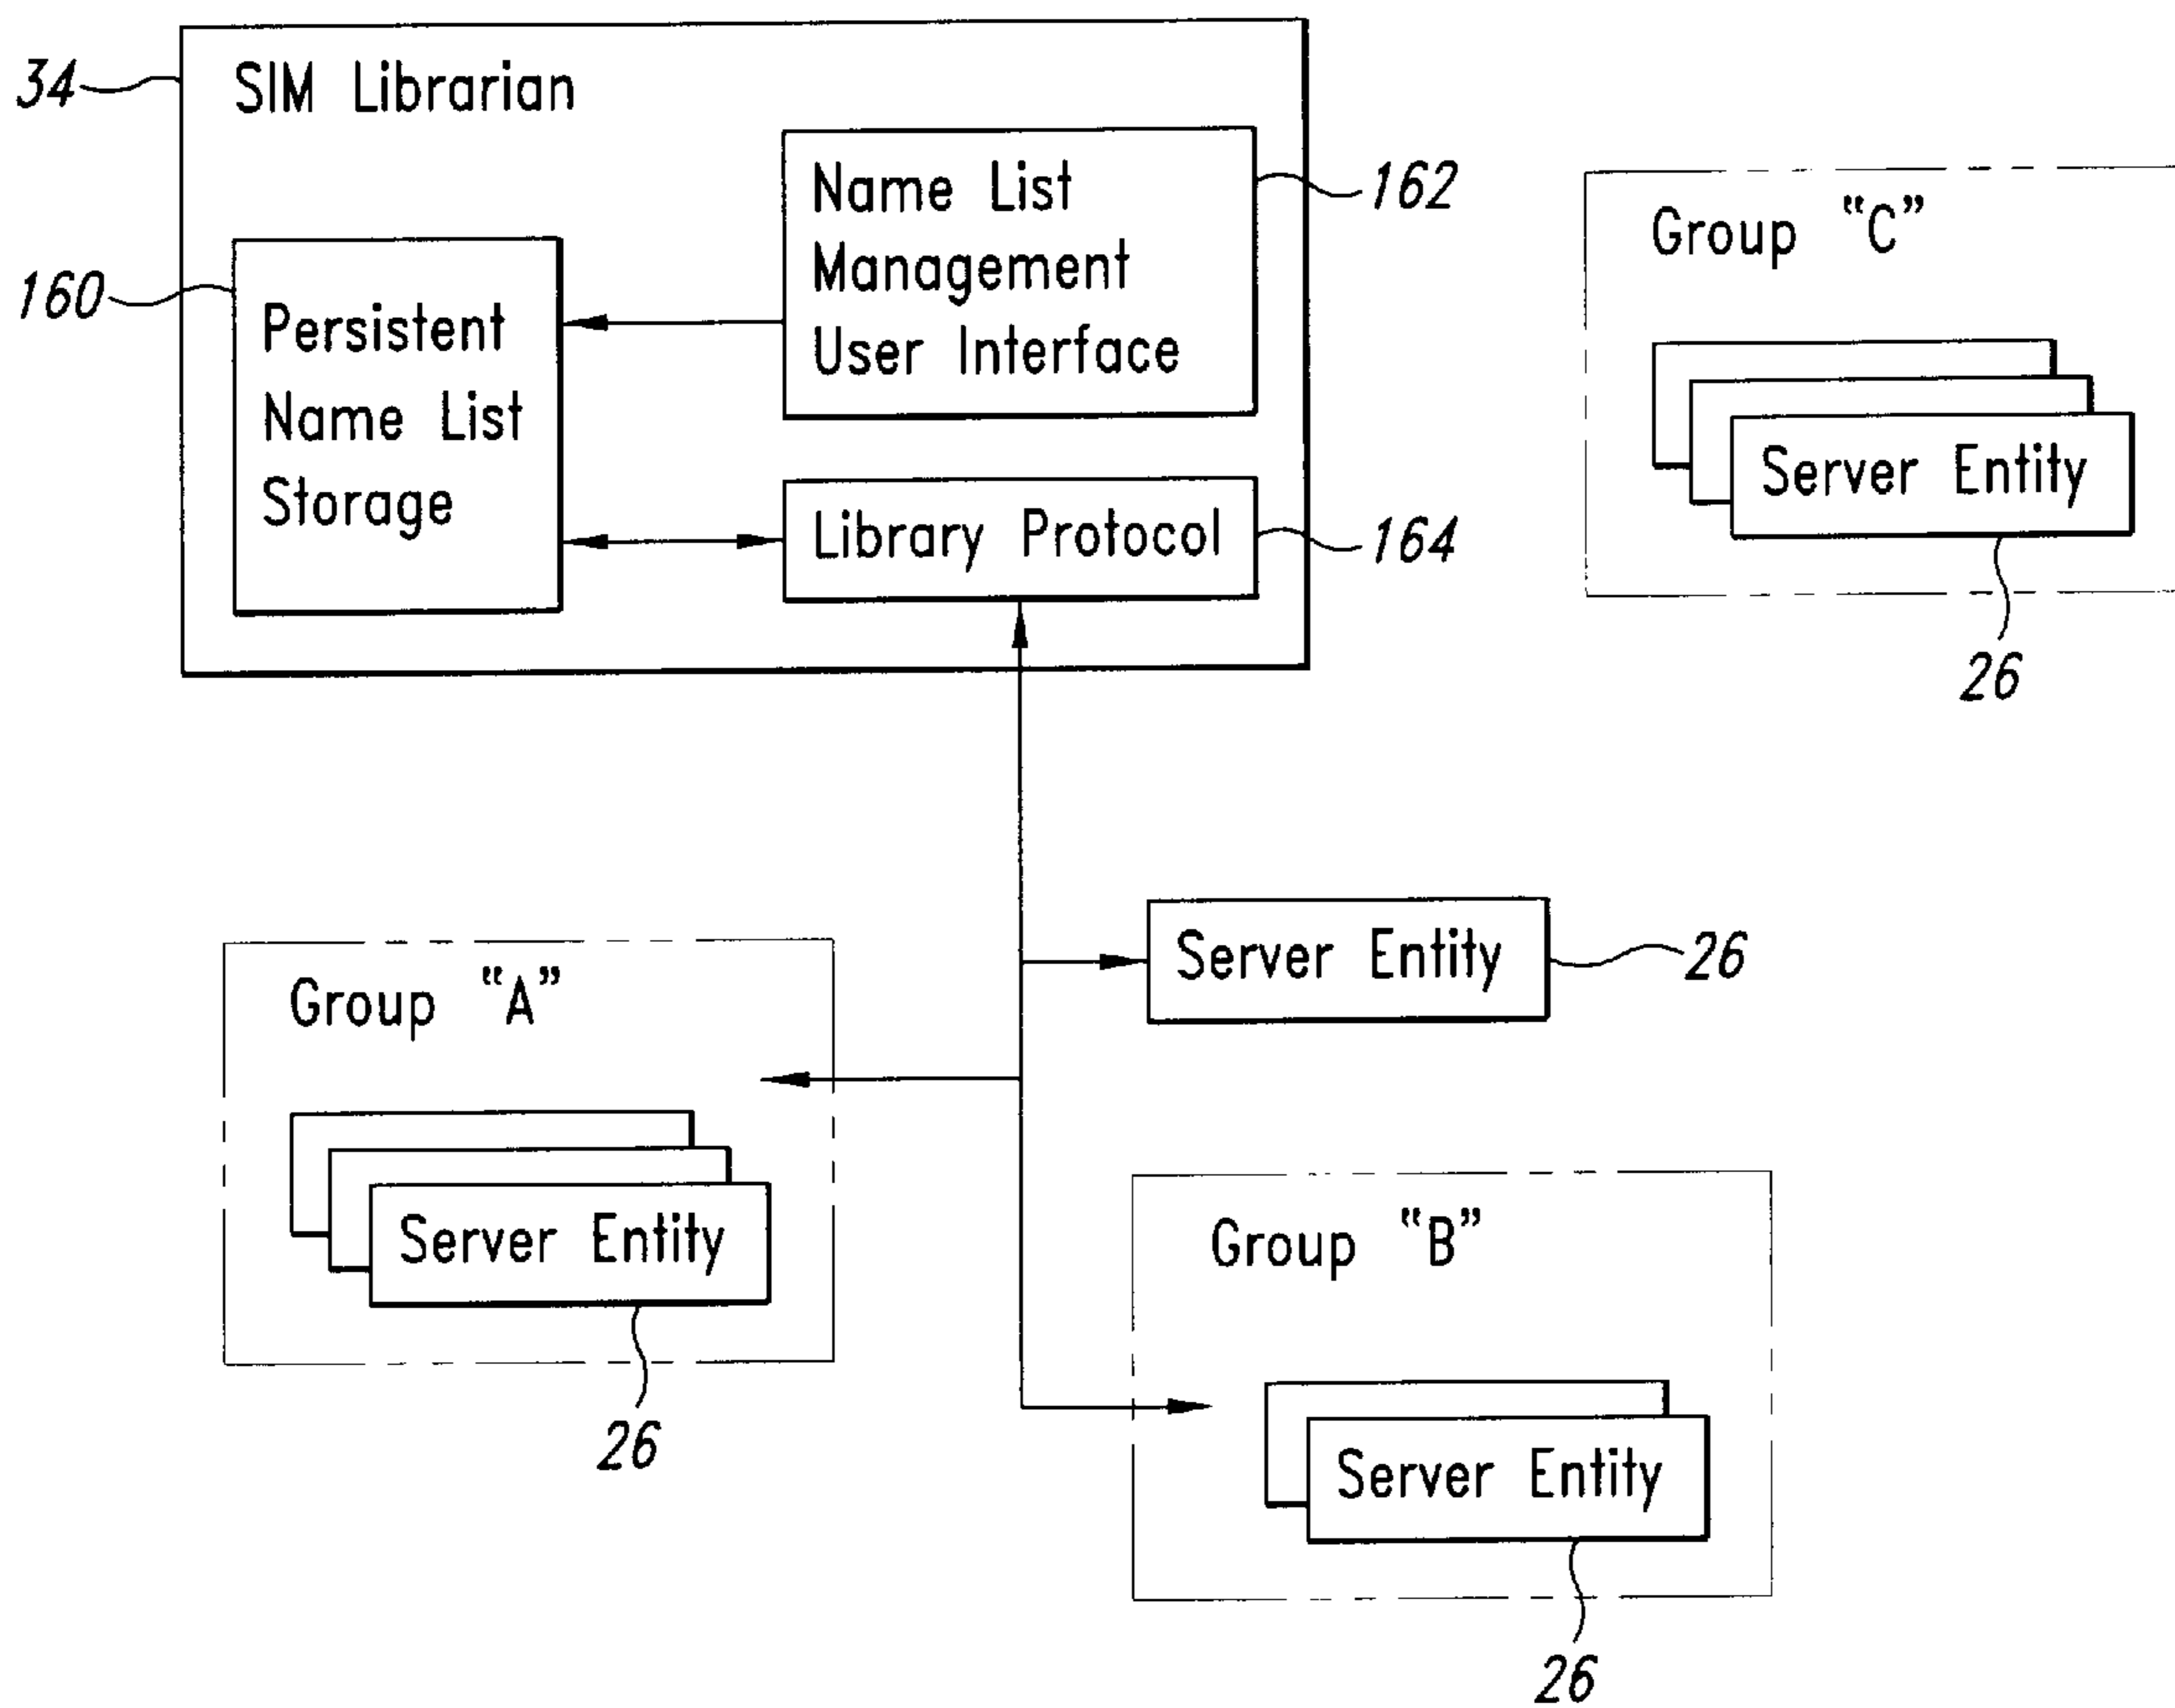 34
SIM Librarian
160
Persistent
Name List
Storage
Name List
Management
User Interface
162
Library Protocol
164
Group “C”
Server Entity
26
Server Entity
26
Group “A”
Server Entity
26
Group “B”
Server Entity
26